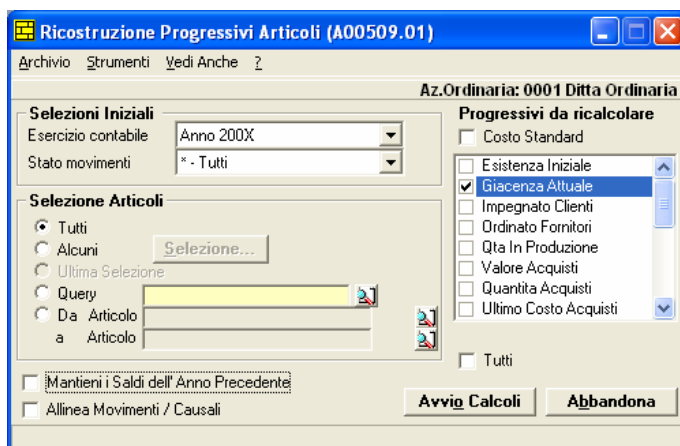 Ricostruzione Progressivi Articoli (A00509.01)
Archivio Strumenti Vedi Anche ?
Az.Ordinaria: 0001 Ditta Ordinaria
Selezioni Iniziali
Esercizio contabile Anno 200X
Stato movimenti * - Tutti
Selezione Articoli
Tutti
Alcuni Selezione...
Ultima Selezione
Query
Da Articolo
a Articolo
Mantieni i Saldi dell' Anno Precedente
Allinea Movimenti / Causali
Progressivi da ricalcolare
Costo Standard
Esistenza Iniziale
Giacenza Attuale
Impegnato Clienti
Ordinato Fornitori
Qta In Produzione
Valore Acquisti
Quantita Acquisti
Ultimo Costo Acquisti
Tutti
Avvio Calcoli Abbandona